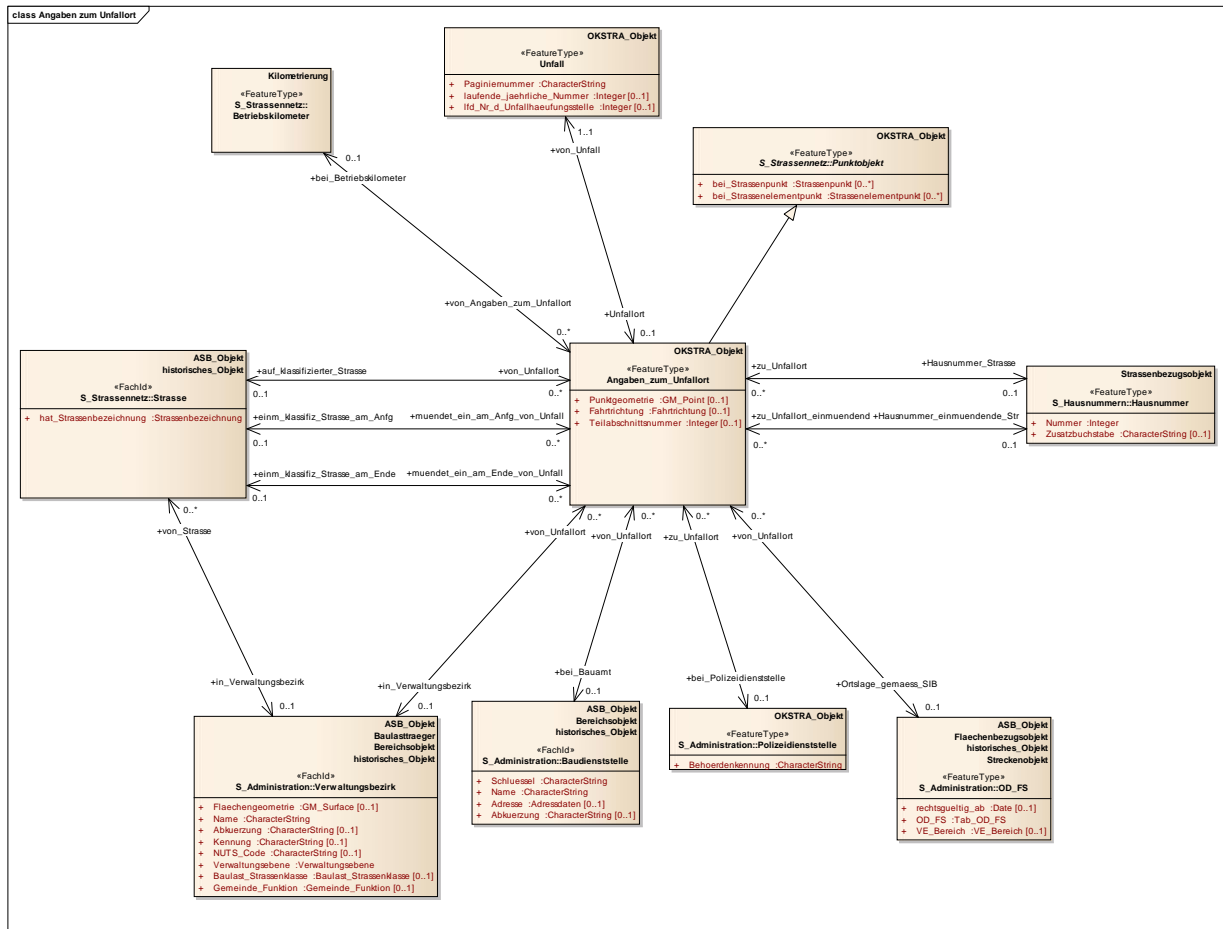 class Angaben zum Unfallort
OKSTRA_Objekt
«FeatureType»
Unfall
+ Paginiernummer :CharacterString
+ laufende_jaehrliche_Nummer :Integer [0..1]
+ lfd_Nr_d_Unfallhaeufungsstelle :Integer [0..1]
Kilometrierung
«FeatureType»
S_Strassennetz::
Betriebskilometer
OKSTRA_Objekt
«FeatureType»
S_Strassennetz::Punktobjekt
+ bei_Strassenpunkt :Strassenpunkt [0..*]
+ bei_Strassenelementpunkt :Strassenelementpunkt [0..*]
0..1
+bei_Betriebskilometer
1..1
+von_Unfall
+von_Angaben_zum_Unfallort
0..*
+Unfallort
0..1
ASB_Objekt
historisches_Objekt
«FachId»
S_Strassennetz::Strasse
+ hat_Strassenbezeichnung :Strassenbezeichnung
+auf_klassifizierter_Strasse
0..1
+von_Unfallort
0..*
+einm_klassifiz_Strasse_am_Anfg
0..1
+muendet_ein_am_Anfg_von_Unfall
0..*
+einm_klassifiz_Strasse_am_Ende
0..1
+muendet_ein_am_Ende_von_Unfall
0..*
OKSTRA_Objekt
«FeatureType»
Angaben_zum_Unfallort
+ Punktgeometrie :GM_Point [0..1]
+ Fahrtrichtung :Fahrtrichtung [0..1]
+ Teilabschnittsnummer :Integer [0..1]
+zu_Unfallort
0..*
+Hausnummer_Strasse
0..1
+zu_Unfallort_einmuendend
0..*
+Hausnummer_einmuendende_Str
0..1
Strassenbezugsobjekt
«FeatureType»
S_Hausnummern::Hausnummer
+ Nummer :Integer
+ Zusatzbuchstabe :CharacterString [0..1]
0..*
+von_Strasse
+in_Verwaltungsbezirk
0..1
0..*
+von_Unfallort
+in_Verwaltungsbezirk
0..1
0..*
+von_Unfallort
+bei_Bauamt
0..1
0..*
+zu_Unfallort
+bei_Polizeidienststelle
0..1
0..*
+von_Unfallort
+Ortslage_gemaess_SIB
0..1
ASB_Objekt
Baulasttraeger
Bereichsobjekt
historisches_Objekt
«FachId»
S_Administration::Verwaltungsbezirk
+ Flaechengeometrie :GM_Surface [0..1]
+ Name :CharacterString
+ Abkuerzung :CharacterString [0..1]
+ Kennung :CharacterString [0..1]
+ NUTS_Code :CharacterString [0..1]
+ Verwaltungsebene :Verwaltungsebene
+ Baulast_Strassenklasse :Baulast_Strassenklasse [0..1]
+ Gemeinde_Funktion :Gemeinde_Funktion [0..1]
ASB_Objekt
Bereichsobjekt
historisches_Objekt
«FachId»
S_Administration::Baudienststelle
+ Schluessel :CharacterString
+ Name :CharacterString
+ Adresse :Adressdaten [0..1]
+ Abkuerzung :CharacterString [0..1]
OKSTRA_Objekt
«FeatureType»
S_Administration::Polizeidienststelle
+ Behoerdenkennung :CharacterString
ASB_Objekt
Flaechenbezugsobjekt
historisches_Objekt
Streckenobjekt
«FeatureType»
S_Administration::OD_FS
+ rechtsgueltig_ab :Date [0..1]
+ OD_FS :Tab_OD_FS
+ VE_Bereich :VE_Bereich [0..1]